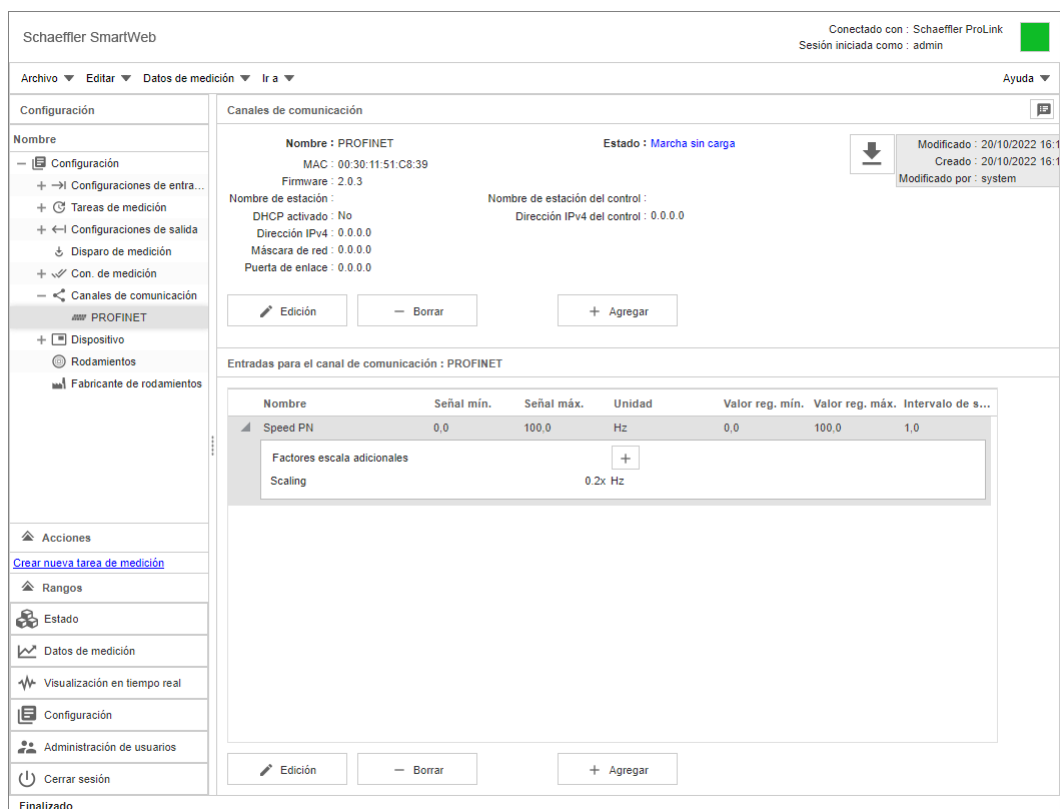 Schaeffler SmartWeb
Conectado con : Schaeffler ProLink
Sesión iniciada como : admin
Archivo Editar Datos de medición Ir a Ayuda
Configuración
Nombre
Configuración
Configuraciones de entra...
Tareas de medición
Configuraciones de salida
Disparo de medición
Con. de medición
Canales de comunicación
PROFINET
Dispositivo
Rodamientos
Fabricante de rodamientos
Acciones
Crear nueva tarea de medición
Rangos
Estado
Datos de medición
Visualización en tiempo real
Configuración
Administración de usuarios
Cerrar sesión
Finalizado
Canales de comunicación
Nombre : PROFINET
MAC : 00:30:11:51:C8:39
Firmware : 2.0.3
Nombre de estación :
DHCP activado : No
Dirección IPv4 : 0.0.0.0
Máscara de red : 0.0.0.0
Puerta de enlace : 0.0.0.0
Estado : Marcha sin carga
Nombre de estación del control :
Dirección IPv4 del control : 0.0.0.0
Modificado : 20/10/2022 16:1
Creado : 20/10/2022 16:1
Modificado por : system
Edición Borrar Agregar
Entradas para el canal de comunicación : PROFINET
Nombre Señal mín. Señal máx. Unidad Valor reg. mín. Valor reg. máx. Intervalo de s...
Speed PN 0,0 100,0 Hz 0,0 100,0 1,0
Factores escala adicionales +
Scaling 0.2x Hz
Edición Borrar Agregar